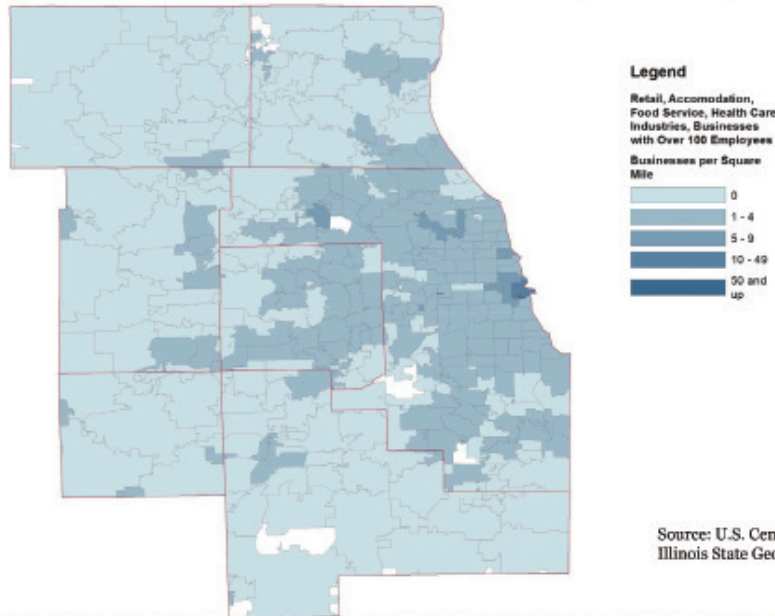 Legend
Retail, Accomodation,
Food Service, Health Care
Industries, Businesses
with Over 100 Employees
Businesses per Square
Mile
0
1 - 4
5 - 9
10 - 49
50 and
up
Source: U.S. Cen
Illinois State Geo